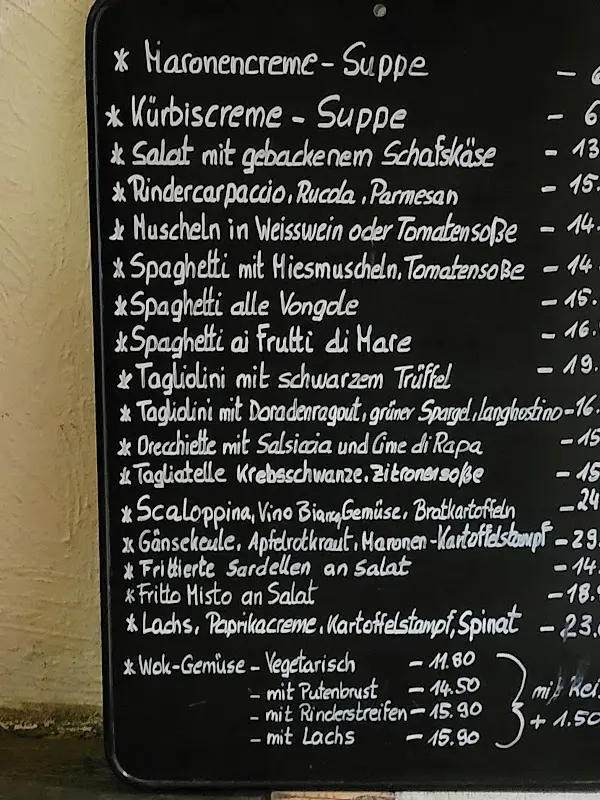 * Maronencreme - Suppe - 6
* Kürbiscreme - Suppe - 6
* Salat mit gebackenem Schafskäse - 13
* Rindercarpaccio, Rucola, Parmesan - 15.
* Muscheln in Weisswein oder Tomatensoße - 14.
* Spaghetti mit Miesmuscheln, Tomatensoße - 14.
* Spaghetti alle Vongole - 15.
* Spaghetti ai Frutti di Mare - 16.
* Tagliolini mit schwarzem Trüffel - 19.
* Tagliolini mit Doradenragout, grüner Spargel, langhostino - 16.
* Orecchiette mit Salsiccia und Cime di Rapa - 15
* Tagliatelle Krebsschwanze, Zitronensoße - 15
* Scaloppina, Vino Bianc, Gemüse, Bratkartoffeln - 24
* Gänsekeule, Apfelrotkraut, Maronen-Kartoffelstampf - 29.
* Frittierte Sardellen an Salat - 14.
* Fritto Misto an Salat - 18.
* Lachs, Paprikacreme, Kartoffelstampf, Spinat - 23.
* Wok-Gemüse - Vegetarisch - 11.80
- mit Putenbrust - 14.50 mit Rei
- mit Rinderstreifen - 15.90 + 1.50
- mit Lachs - 15.90